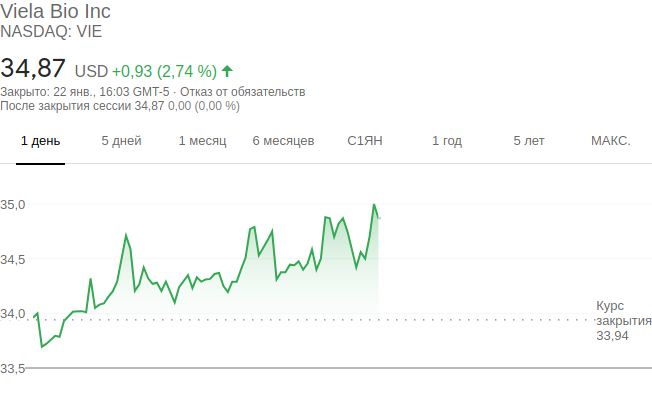 Viela Bio Inc
NASDAQ: VIE
34,87 USD +0,93 (2,74 %)
Закрыто: 22 янв., 16:03 GMT-5 · Отказ от обязательств
После закрытия сессии 34,87 0,00 (0,00 %)
1 день 5 дней 1 месяц 6 месяцев С1ЯН 1 год 5 лет МАКС.
35,0
34,5
34,0
33,5
Курс
закрытия
33,94